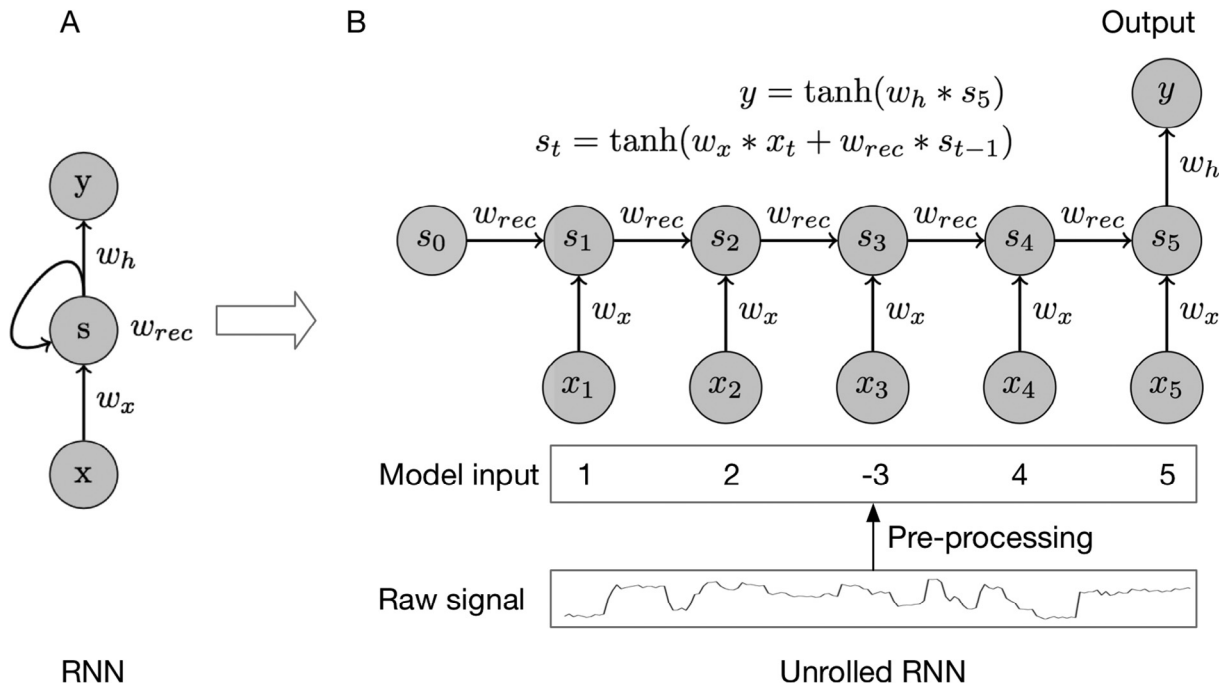 A
B
Output
y = tanh(w_h * s_5)
y
s_t = tanh(w_x * x_t + w_rec * s_{t-1})
y
w_h
w_rec w_rec w_rec w_rec w_rec
s_0 s_1 s_2 s_3 s_4 s_5
w_h
s
w_rec
w_x w_x w_x w_x w_x
w_x
x_1 x_2 x_3 x_4 x_5
x
Model input 1 2 -3 4 5
Pre-processing
Raw signal
RNN
Unrolled RNN